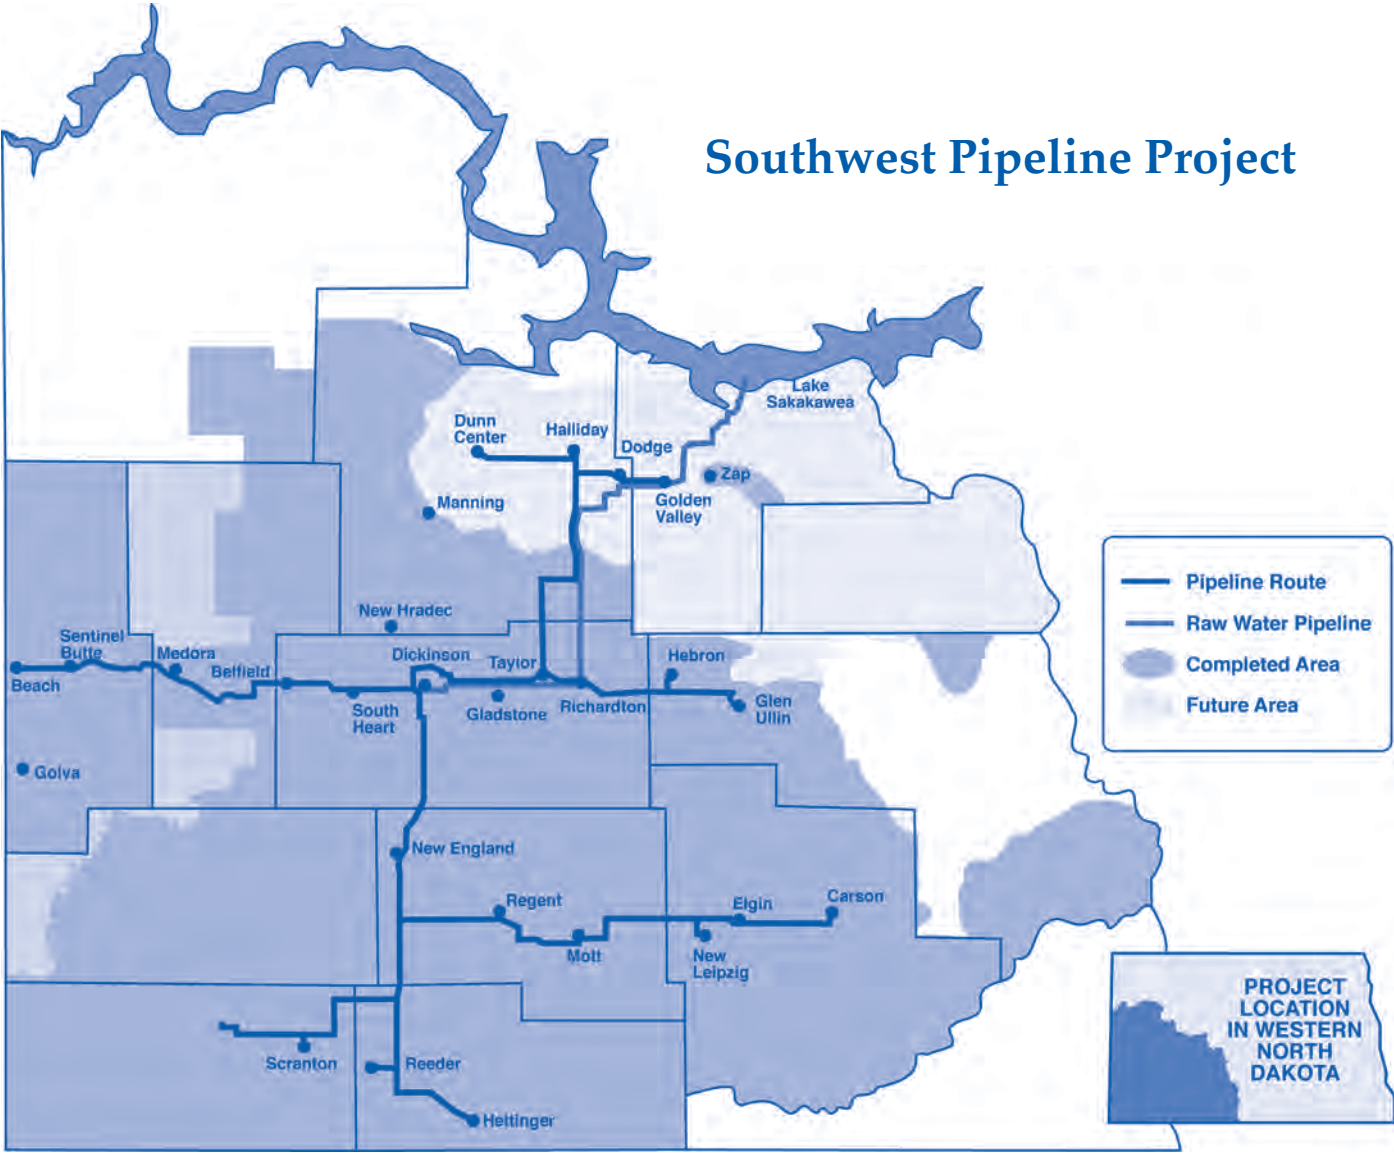 Southwest Pipeline Project
Lake
Sakakawea
Dunn
Center
Halliday
Dodge
Zap
Golden
Valley
Manning
New Hradec
Sentinel
Butte
Medora
Belfield
Dickinson
Taylor
Hebron
Beach
South
Heart
Gladstone
Richardton
Glen
Ullin
Golva
New England
Regent
Mott
Elgin
Carson
New
Leipzig
Scranton
Reeder
Hettinger
Pipeline Route
Raw Water Pipeline
Completed Area
Future Area
PROJECT
LOCATION
IN WESTERN
NORTH
DAKOTA